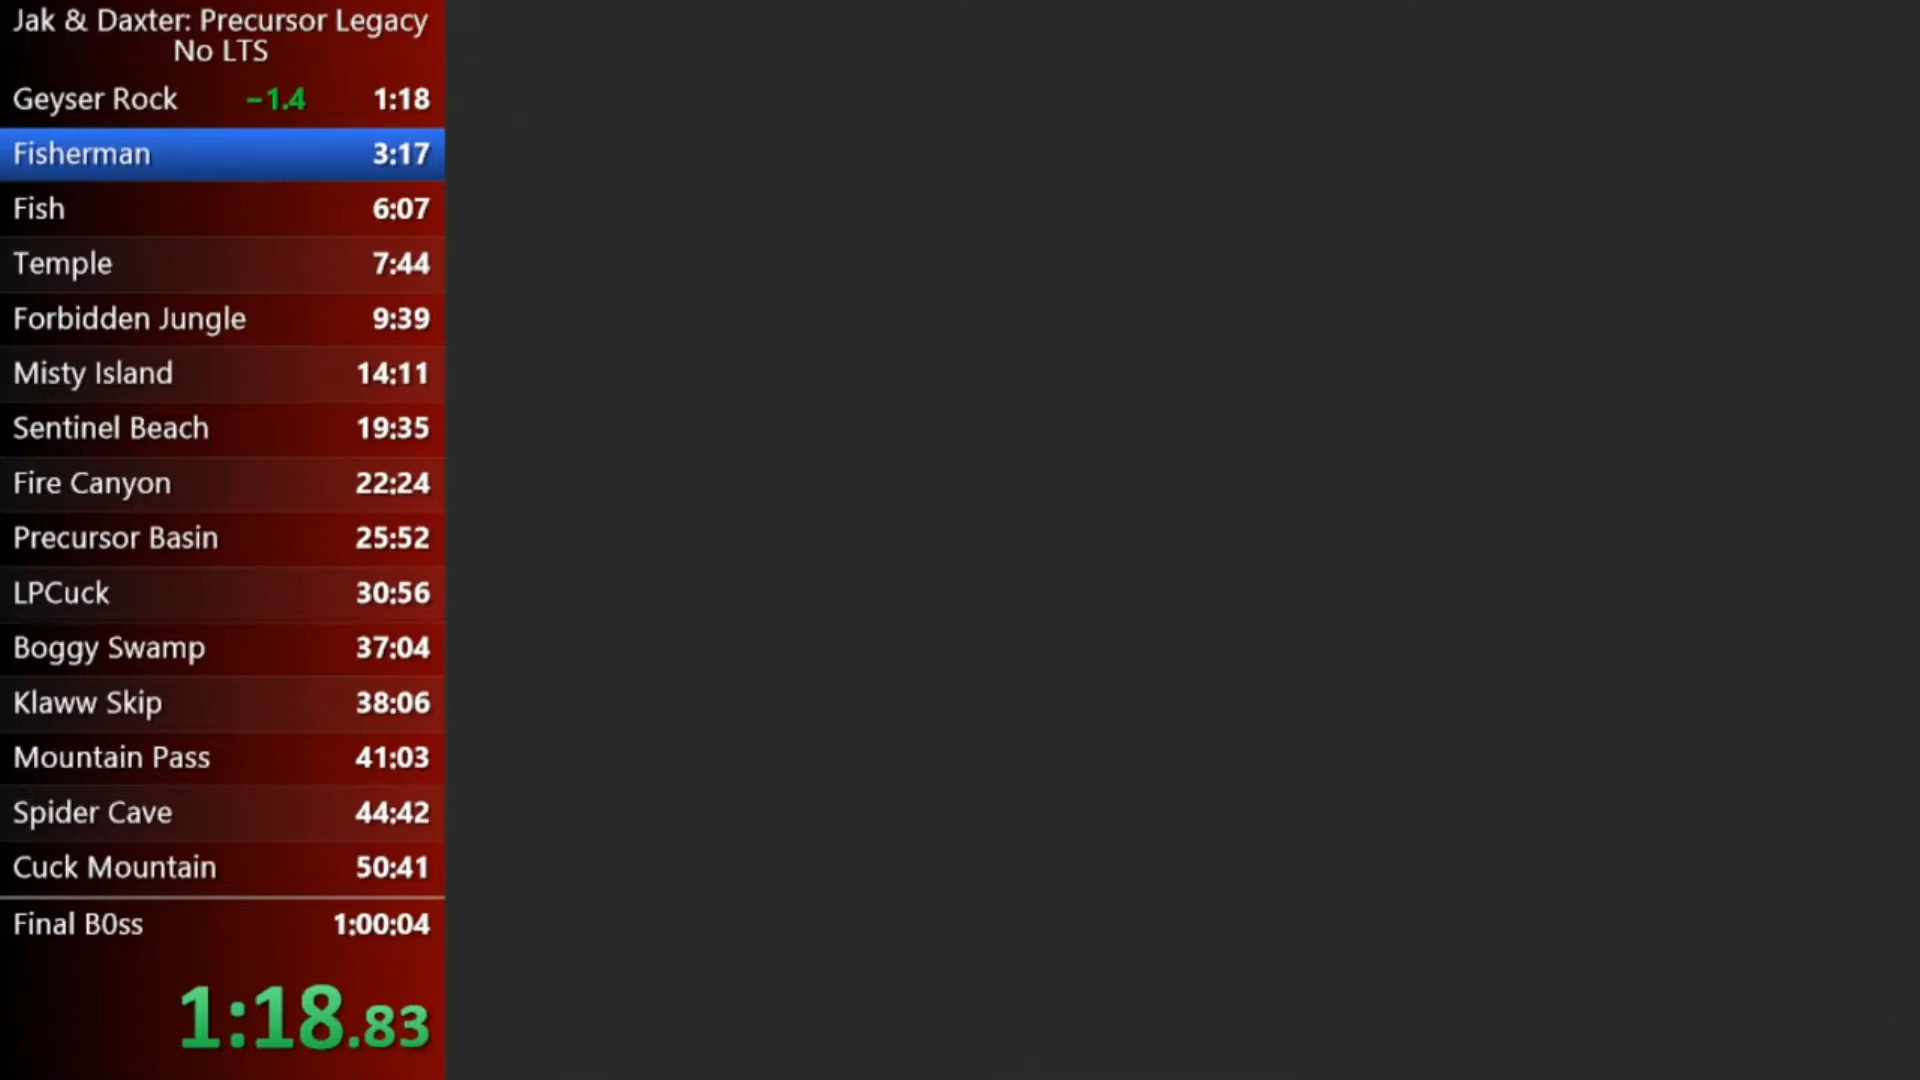 Jak & Daxter: Precursor Legacy
No LTS
Geyser Rock −1.4 1:18
Fisherman 3:17
Fish 6:07
Temple 7:44
Forbidden Jungle 9:39
Misty Island 14:11
Sentinel Beach 19:35
Fire Canyon 22:24
Precursor Basin 25:52
LPCuck 30:56
Boggy Swamp 37:04
Klaww Skip 38:06
Mountain Pass 41:03
Spider Cave 44:42
Cuck Mountain 50:41
Final B0ss 1:00:04
1:18.83